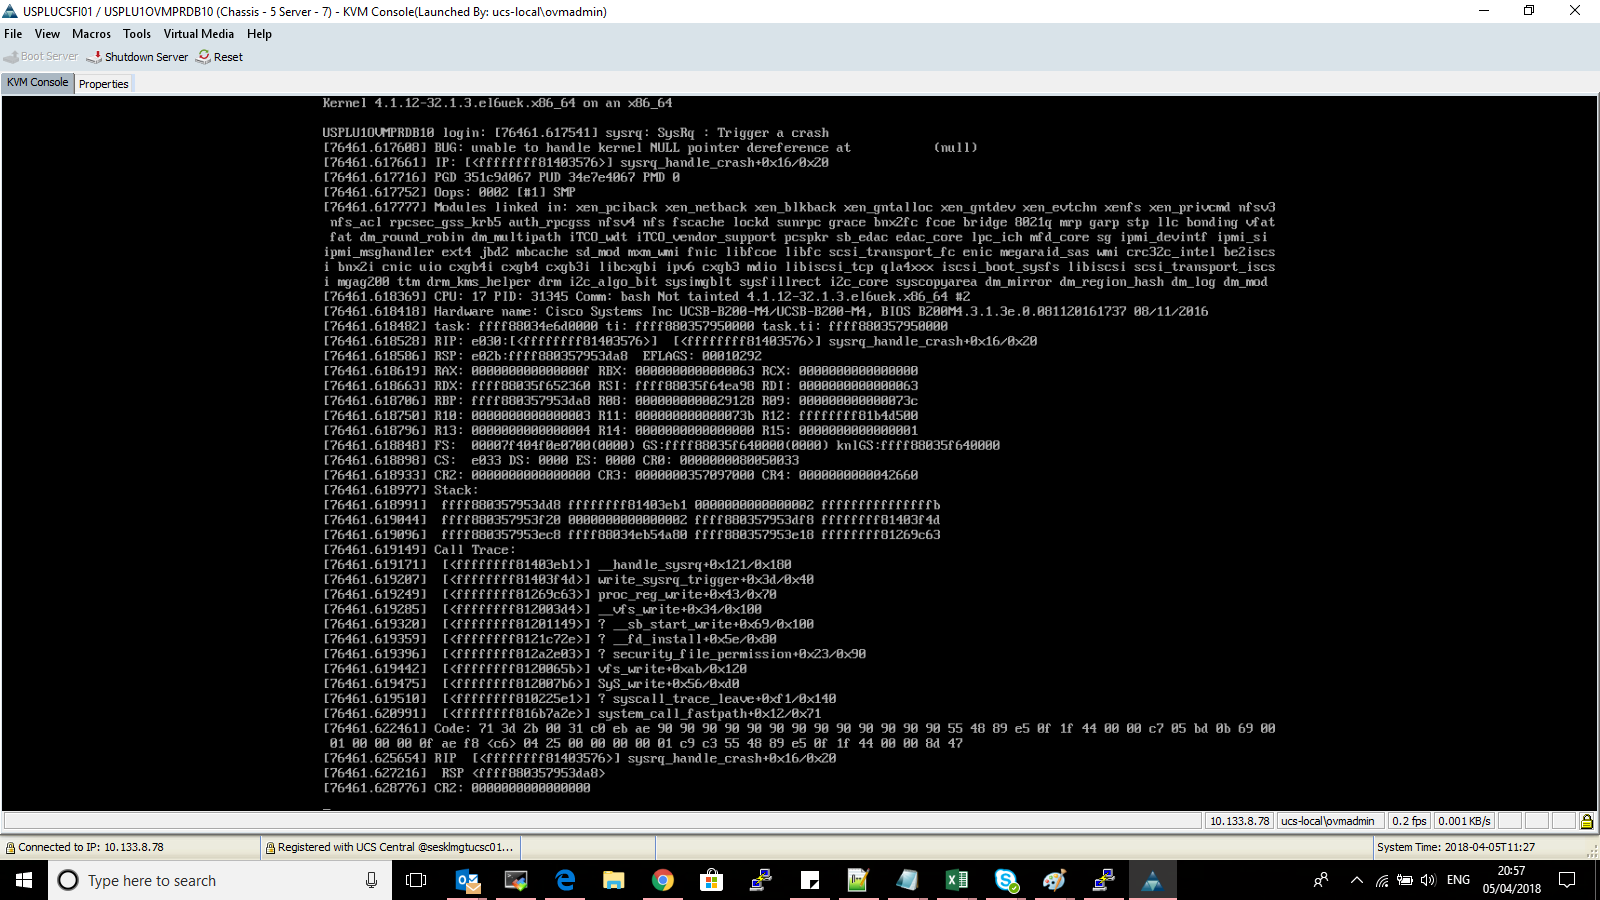 USPLUCSFI01 / USPLU1OVMPRDB10 (Chassis - 5 Server - 7) - KVM Console(Launched By: ucs-local\ovmadmin)
File View Macros Tools Virtual Media Help
Boot Server Shutdown Server Reset
KVM Console Properties
Kernel 4.1.12-32.1.3.el6uek.x86_64 on an x86_64
USPLU1OVMPRDB10 login: [76461.617541] sysrq: SysRq : Trigger a crash
[76461.617608] BUG: unable to handle kernel NULL pointer dereference at (null)
[76461.617661] IP: [<ffffffff81403576>] sysrq_handle_crash+0x16/0x20
[76461.617716] PGD 351c9d067 PUD 34e7e4067 PMD 0
[76461.617752] Oops: 0002 [#1] SMP
[76461.617777] Modules linked in: xen_pciback xen_netback xen_blkback xen_gntalloc xen_gntdev xen_evtchn xenfs xen_privcmd nfsv3
nfs_acl rpcsec_gss_krb5 auth_rpcgss nfsv4 nfs fscache lockd sunrpc grace bnx2fc fcoe bridge 8021q mrp garp stp llc bonding vfat
fat dm_round_robin dm_multipath iTCO_wdt iTCO_vendor_support pcspkr sb_edac edac_core lpc_ich mfd_core sg ipmi_devintf ipmi_si
ipmi_msghandler ext4 jbd2 mbcache sd_mod mxm_wmi fnic libfcoe libfc scsi_transport_fc enic megaraid_sas wmi crc32c_intel be2iscs
i bnx2i cnic uio cxgb4i cxgb4 cxgb3i libcxgbi ipv6 cxgb3 mdio libiscsi_tcp qla4xxx iscsi_boot_sysfs libiscsi scsi_transport_iscs
i mgag200 ttm drm_kms_helper drm i2c_algo_bit sysimgblt sysfillrect i2c_core syscopyarea dm_mirror dm_region_hash dm_log dm_mod
[76461.618369] CPU: 17 PID: 31345 Comm: bash Not tainted 4.1.12-32.1.3.el6uek.x86_64 #2
[76461.618418] Hardware name: Cisco Systems Inc UCSB-B200-M4/UCSB-B200-M4, BIOS B200M4.3.1.3e.0.081120161737 08/11/2016
[76461.618482] task: ffff88034e6d0000 ti: ffff880357950000 task.ti: ffff880357950000
[76461.618528] RIP: e030:[<ffffffff81403576>] [<ffffffff81403576>] sysrq_handle_crash+0x16/0x20
[76461.618586] RSP: e02b:ffff880357953da8 EFLAGS: 00010292
[76461.618619] RAX: 000000000000000f RBX: 0000000000000063 RCX: 0000000000000000
[76461.618663] RDX: ffff88035f652360 RSI: ffff88035f64ea98 RDI: 0000000000000063
[76461.618706] RBP: ffff880357953da8 R08: 0000000000029128 R09: 000000000000073c
[76461.618750] R10: 0000000000000003 R11: 000000000000073b R12: ffffffff81b4d500
[76461.618796] R13: 0000000000000004 R14: 0000000000000000 R15: 0000000000000001
[76461.618848] FS: 00007f404f0e0700(0000) GS:ffff88035f640000(0000) knlGS:ffff88035f640000
[76461.618898] CS: e033 DS: 0000 ES: 0000 CR0: 0000000080050033
[76461.618933] CR2: 0000000000000000 CR3: 0000000357097000 CR4: 0000000000042660
[76461.618977] Stack:
[76461.618991] ffff880357953dd8 ffffffff81403eb1 0000000000000002 fffffffffffffffb
[76461.619044] ffff880357953f20 0000000000000002 ffff880357953df8 ffffffff81403f4d
[76461.619096] ffff880357953ec8 ffff88034eb54a80 ffff880357953e18 ffffffff81269c63
[76461.619149] Call Trace:
[76461.619171] [<ffffffff81403eb1>] __handle_sysrq+0x121/0x180
[76461.619207] [<ffffffff81403f4d>] write_sysrq_trigger+0x3d/0x40
[76461.619249] [<ffffffff81269c63>] proc_reg_write+0x43/0x70
[76461.619285] [<ffffffff812003d4>] __vfs_write+0x34/0x100
[76461.619320] [<ffffffff81201149>] ? __sb_start_write+0x69/0x100
[76461.619359] [<ffffffff8121c72e>] ? __fd_install+0x5e/0x80
[76461.619396] [<ffffffff812a2e03>] ? security_file_permission+0x23/0x90
[76461.619442] [<ffffffff8120065b>] vfs_write+0xab/0x120
[76461.619475] [<ffffffff812007b6>] SyS_write+0x56/0xd0
[76461.619510] [<ffffffff810225e1>] ? syscall_trace_leave+0xf1/0x140
[76461.620991] [<ffffffff816b7a2e>] system_call_fastpath+0x12/0x71
[76461.622461] Code: 71 3d 2b 00 31 c0 eb ae 90 90 90 90 90 90 90 90 90 90 90 90 90 55 48 89 e5 0f 1f 44 00 00 c7 05 bd 0b 69 00
01 00 00 00 0f ae f8 <c6> 04 25 00 00 00 00 01 c9 c3 55 48 89 e5 0f 1f 44 00 00 8d 47
[76461.625654] RIP [<ffffffff81403576>] sysrq_handle_crash+0x16/0x20
[76461.627216] RSP <ffff880357953da8>
[76461.628776] CR2: 0000000000000000
_
10.133.8.78 ucs-local\ovmadmin 0.2 fps 0.001 KB/s
Connected to IP: 10.133.8.78 Registered with UCS Central @sesklmgtucsc01... System Time: 2018-04-05T11:27
Type here to search ENG 20:57
05/04/2018